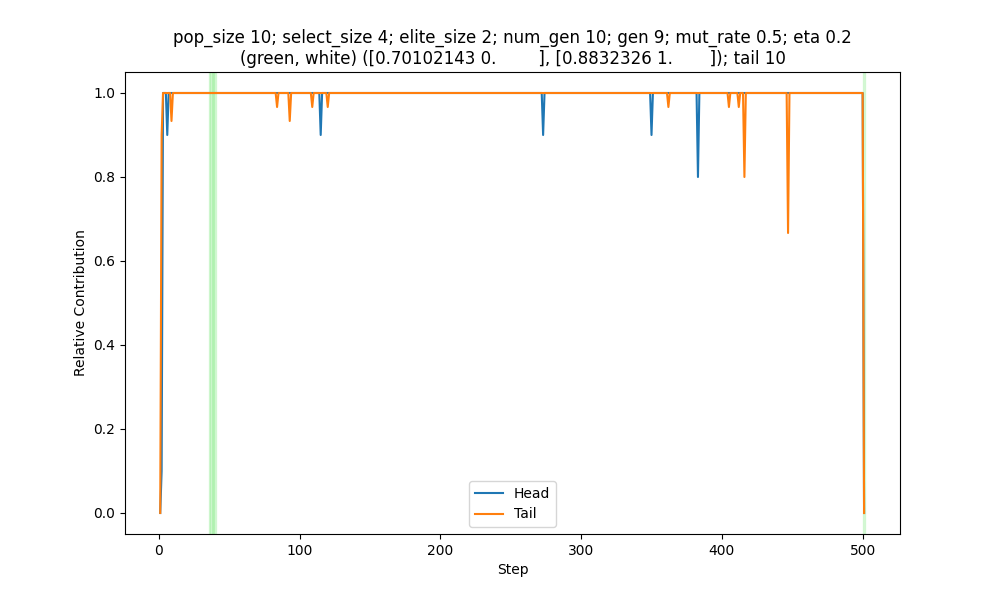 pop_size 10; select_size 4; elite_size 2; num_gen 10; gen 9; mut_rate 0.5; eta 0.2
(green, white) ([0.70102143 0.        ], [0.8832326 1.       ]); tail 10
1.0
0.8
0.6
0.4
0.2
0.0
Relative Contribution
Head
Tail
0 100 200 300 400 500
Step